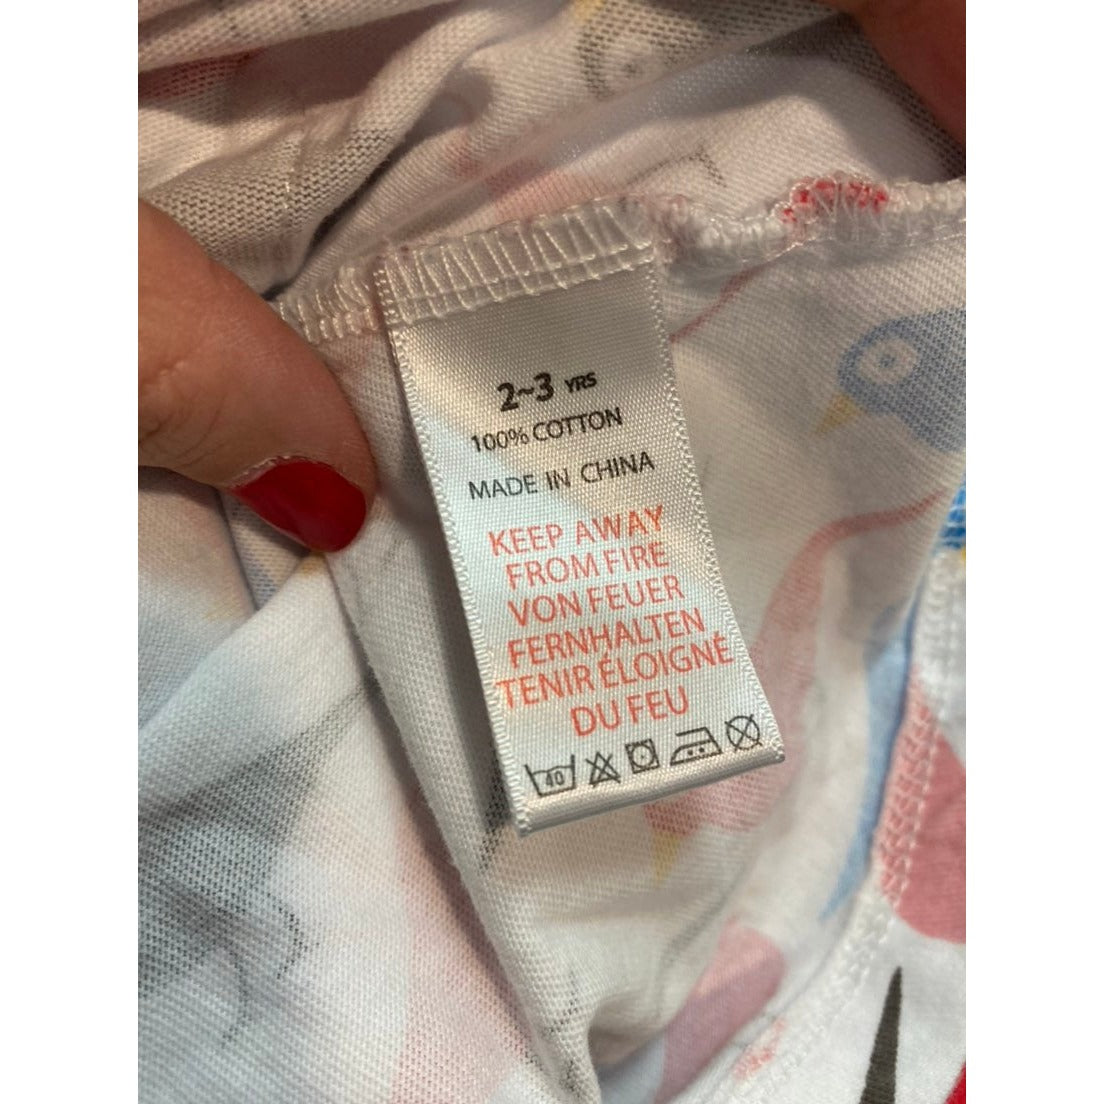 2~3 YRS
100% COTTON
MADE IN CHINA
KEEP AWAY
FROM FIRE
VON FEUER
FERNHALTEN
TENIR ÉLOIGNÉ
DU FEU
40